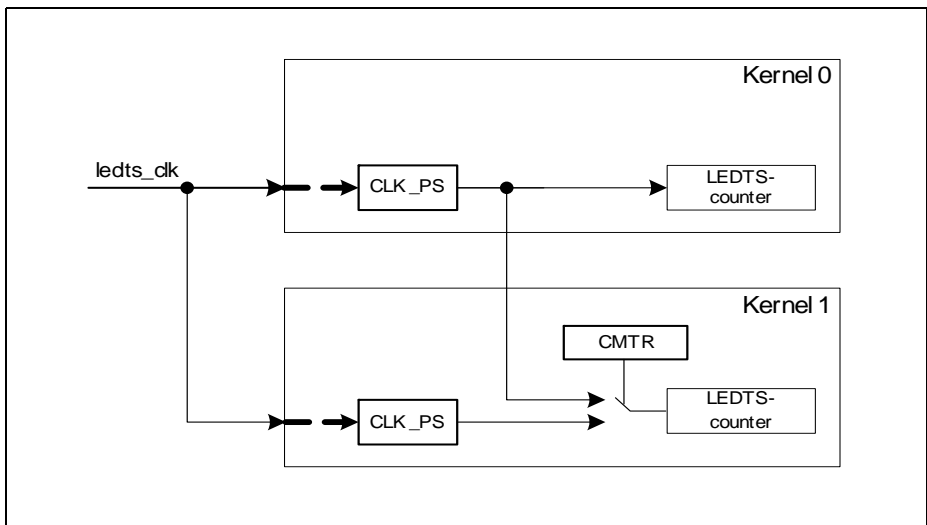 Kernel 0
ledts_clk
CLK_PS
LEDTS-
counter
Kernel 1
CMTR
CLK_PS
LEDTS-
counter